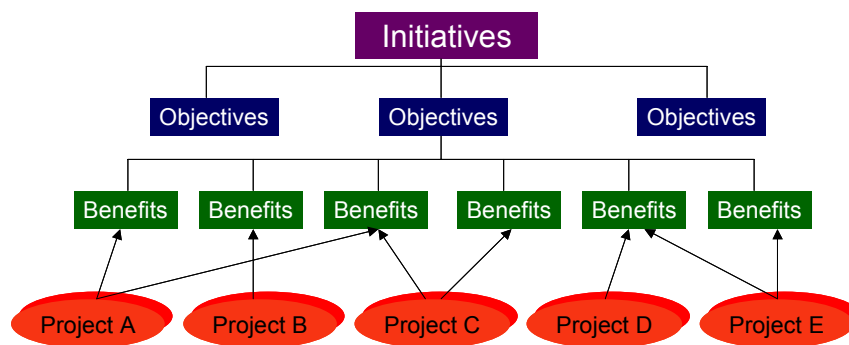 Initiatives
Objectives
Objectives
Objectives
Benefits
Benefits
Benefits
Benefits
Benefits
Benefits
Project A
Project B
Project C
Project D
Project E